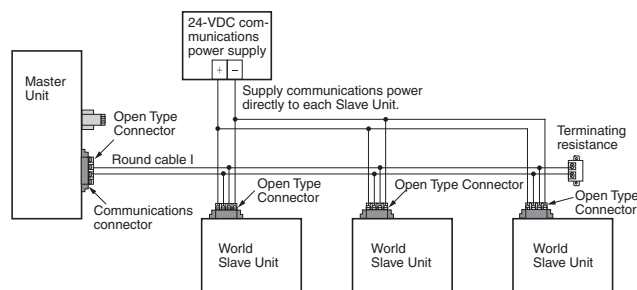 24-VDC com-
munications
power supply
+ −
Master
Unit
Supply communications power
directly to each Slave Unit.
Open Type
Connector
Terminating
resistance
Round cable I
Communications
connector
Open Type
Connector
Open Type
Connector
Open Type
Connector
World
Slave Unit
World
Slave Unit
World
Slave Unit